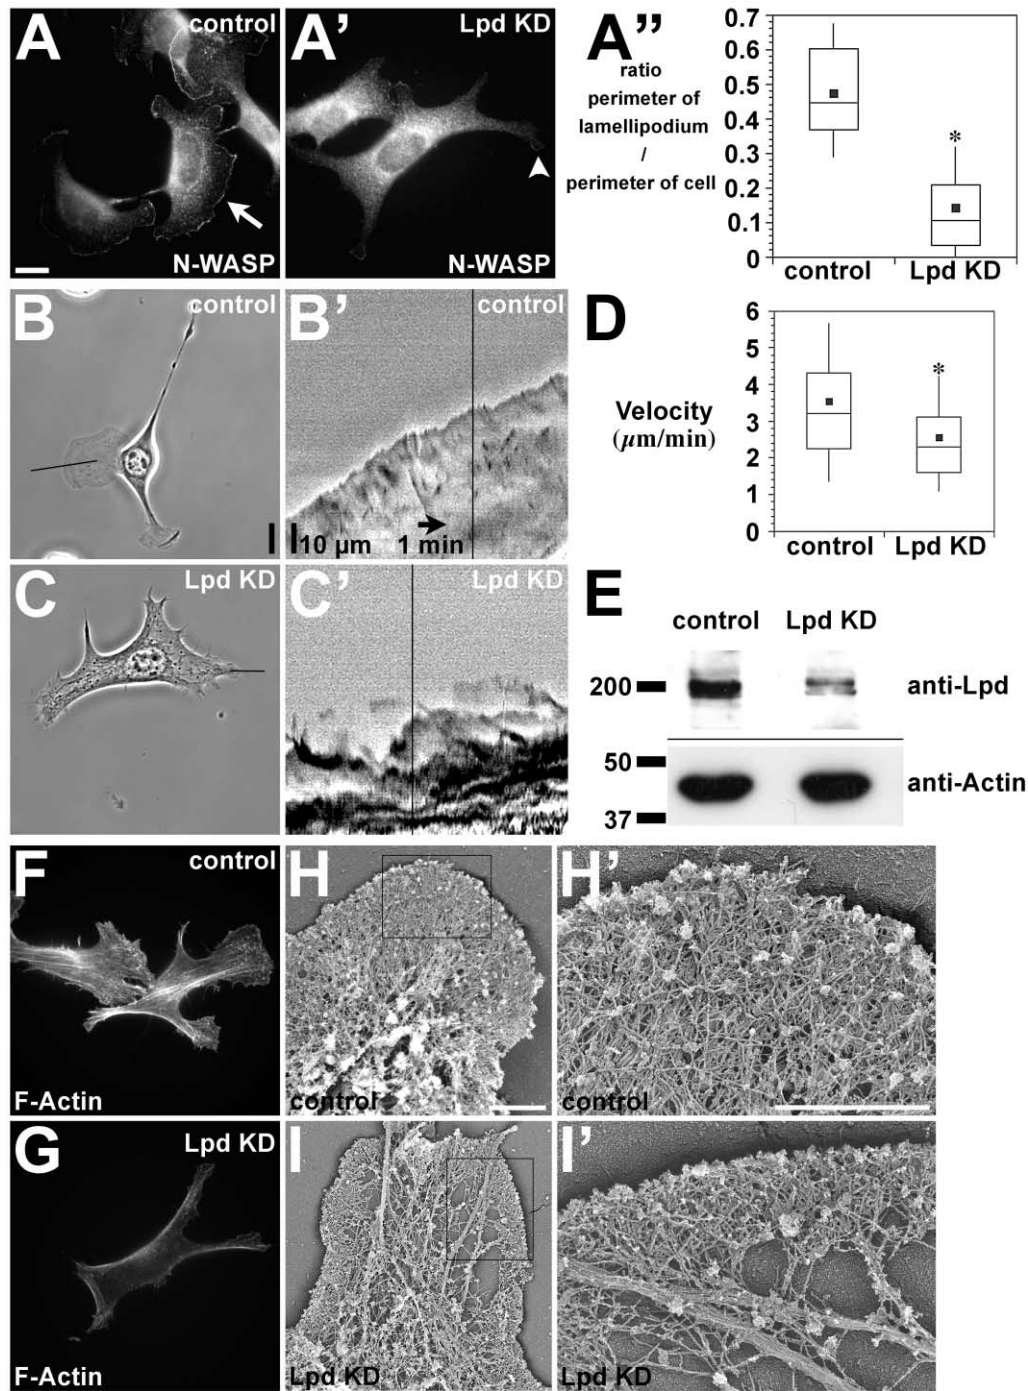 A
control
N-WASP
A'
Lpd KD
N-WASP
A”
ratio
perimeter of
lamellipodium
/
perimeter of cell
0.7
0.6
0.5
0.4
0.3
0.2
0.1
0
*
control
Lpd KD
B
control
B'
control
10 µm
1 min
C
Lpd KD
C'
Lpd KD
D
Velocity
(µm/min)
6
5
4
3
2
1
0
*
control
Lpd KD
E
control
Lpd KD
200
anti-Lpd
50
37
anti-Actin
F
control
F-Actin
H
control
H'
control
G
Lpd KD
F-Actin
I
Lpd KD
I'
Lpd KD